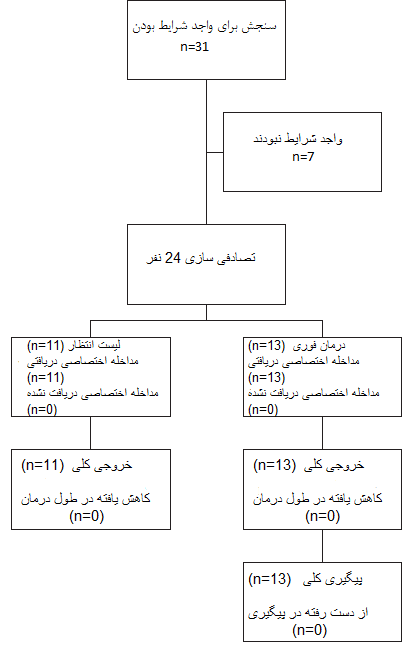 سنجش برای واجد شرایط بودن
n=31
واجد شرایط نبودند
n=7
تصادفی سازی 24 نفر
درمان فوری (n=13)
مداخله اختصاصی دریافتی
(n=13)
مداخله اختصاصی دریافت نشده
(n=0)
لیست انتظار (n=11)
مداخله اختصاصی دریافتی
(n=11)
مداخله اختصاصی دریافت نشده
(n=0)
خروجی کلی (n=13)
کاهش یافته در طول درمان
(n=0)
خروجی کلی (n=11)
کاهش یافته در طول درمان
(n=0)
پیگیری کلی (n=13)
از دست رفته در پیگیری
(n=0)